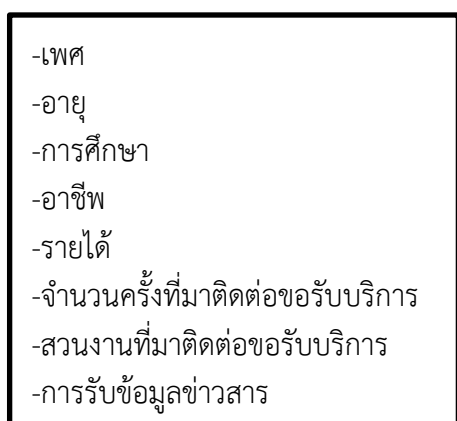 -เพศ
-อายุ
-การศึกษา
-อาชีพ
-รายได้
-จำนวนครั้งที่มาติดต่อขอรับบริการ
-สวนงานที่มาติดต่อขอรับบริการ
-การรับข้อมูลข่าวสาร